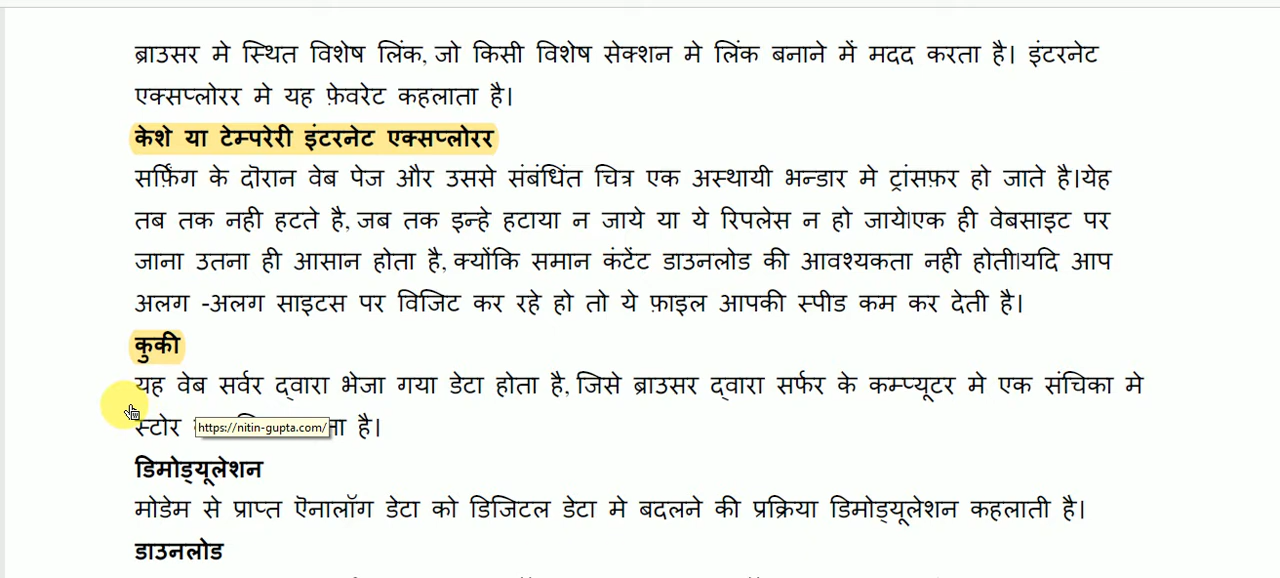 ब्राउसर मे स्थित विशेष लिंक, जो किसी विशेष सेक्शन मे लिंक बनाने में मदद करता है। इंटरनेट
एक्सप्लोरर मे यह फ़ेवरेट कहलाता है।
केशे या टेम्परेरी इंटरनेट एक्सप्लोरर
सर्फ़िंग के दॊरान वेब पेज और उससे संबंधिंत चित्र एक अस्थायी भन्डार मे ट्रांसफ़र हो जाते है।येह
तब तक नही हटते है, जब तक इन्हे हटाया न जाये या ये रिपलेस न हो जाये।एक ही वेबसाइट पर
जाना उतना ही आसान होता है, क्योंकि समान कंटेंट डाउनलोड की आवश्यकता नही होती।यदि आप
अलग -अलग साइटस पर विजिट कर रहे हो तो ये फ़ाइल आपकी स्पीड कम कर देती है।
कुकी
यह वेब सर्वर द्वारा भेजा गया डेटा होता है, जिसे ब्राउसर द्वारा सर्फर के कम्प्यूटर मे एक संचिका मे
स्टोर https://nitin-gupta.com/ है।
डिमोड्यूलेशन
मोडेम से प्राप्त ऎनालॉग डेटा को डिजिटल डेटा मे बदलने की प्रक्रिया डिमोड्यूलेशन कहलाती है।
डाउनलोड